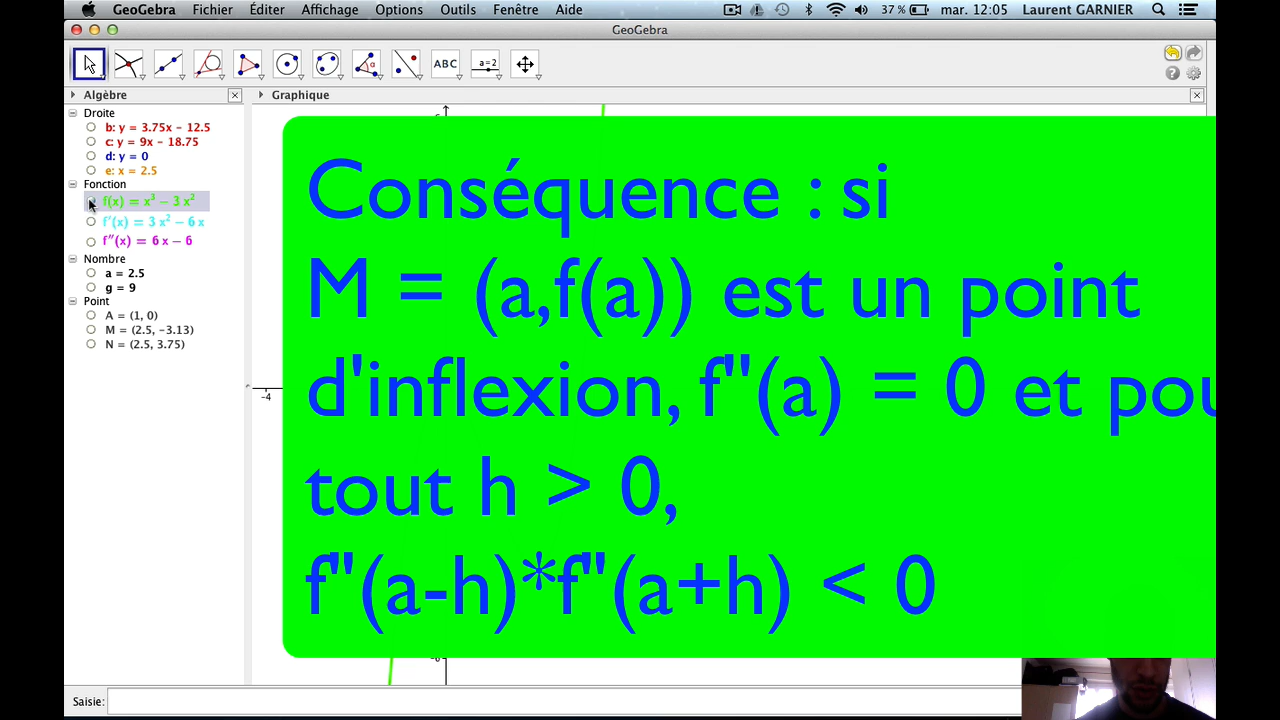 GeoGebra Fichier Éditer Affichage Options Outils Fenêtre Aide 37 % mar. 12:05 Laurent GARNIER
GeoGebra
ABC a=2
Algèbre
Graphique
Droite
b: y = 3.75x − 12.5
c: y = 9x − 18.75
d: y = 0
e: x = 2.5
Fonction
f(x) = x³ − 3 x²
f'(x) = 3 x² − 6 x
f''(x) = 6 x − 6
Nombre
a = 2.5
g = 9
Point
A = (1, 0)
M = (2.5, −3.13)
N = (2.5, 3.75)
-4
Conséquence : si
M = (a,f(a)) est un point
d'inflexion, f"(a) = 0 et pou
tout h > 0,
f"(a-h)*f"(a+h) < 0
Saisie: